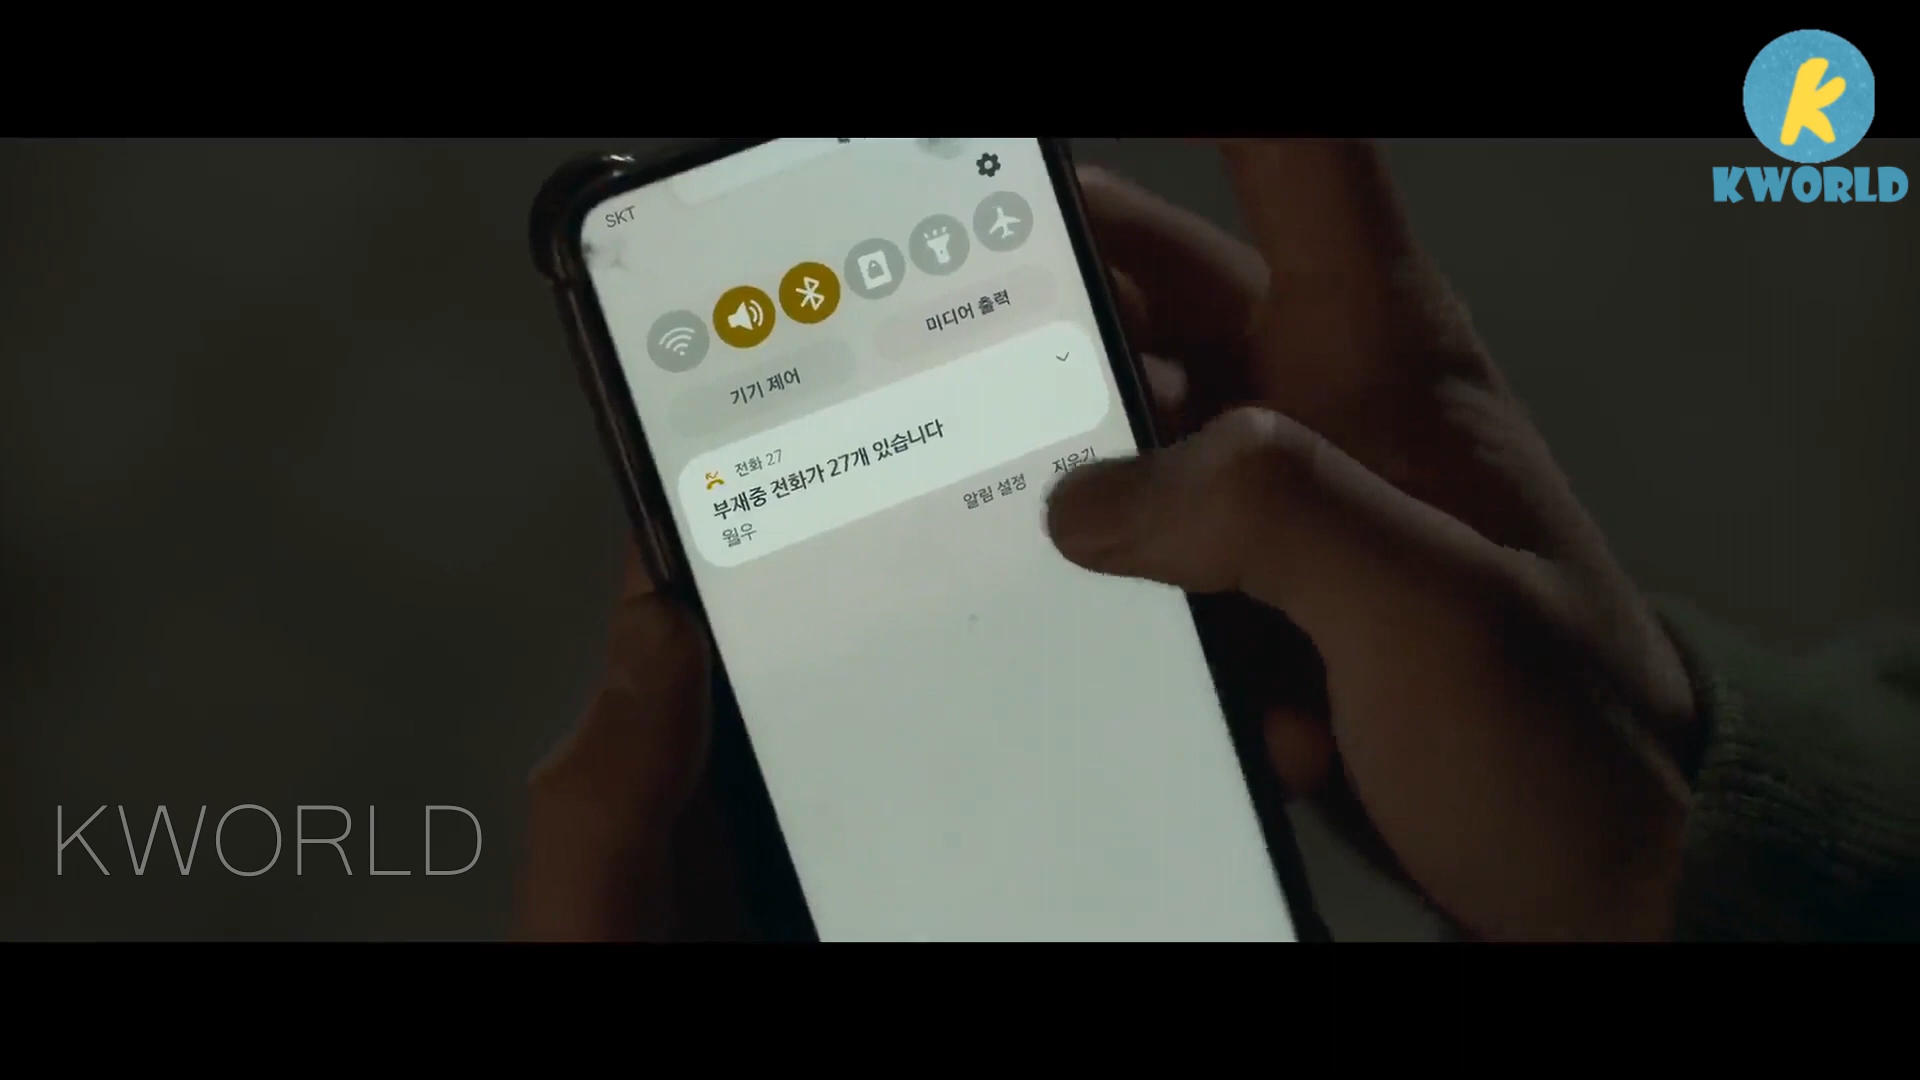 K
KWORLD
SKT
미디어 출력
기기 제어
전화 27
부재중 전화가 27개 있습니다
월우
알림 설정
지우기
KWORLD